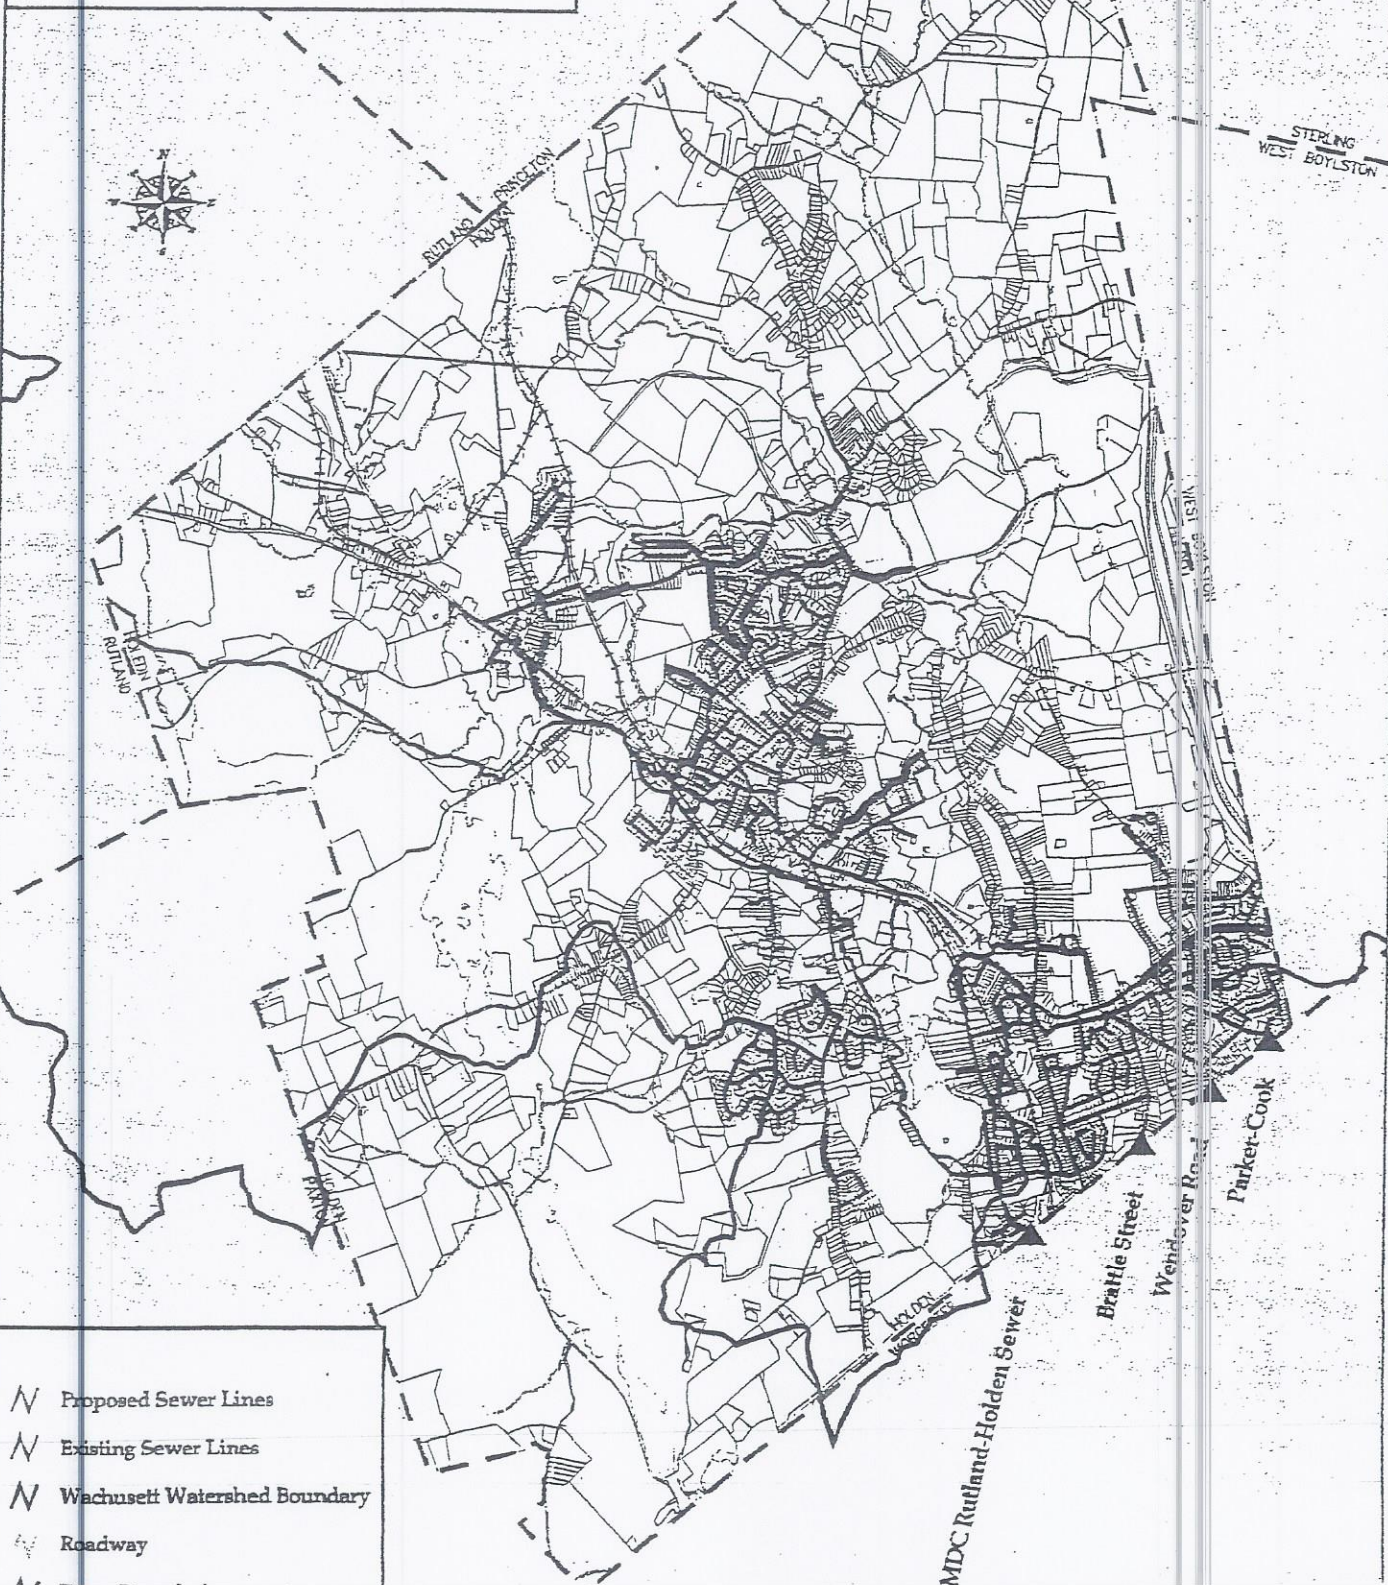 STERLING
WEST BOYLSTON
N
PRINCETON
RUTLAND
HOLDEN
WEST BOYLSTON
HOLDEN
RUTLAND
HOLDEN
PAXTON
HOLDEN
WORCESTER
Parker-Cook
Wendover Road
Brattle Street
MDC Rutland-Holden Sewer
Proposed Sewer Lines
Existing Sewer Lines
Wachusett Watershed Boundary
Roadway